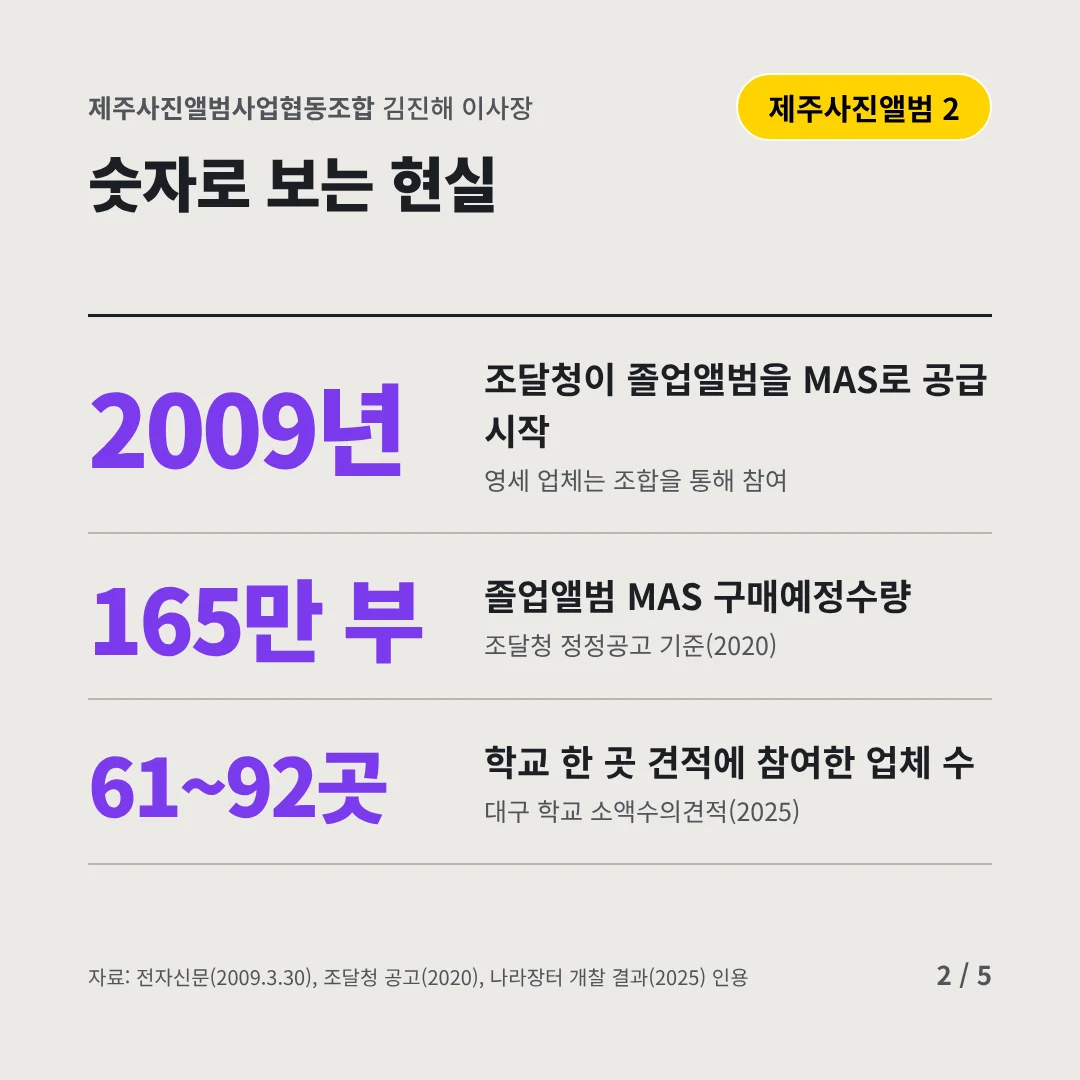 제주사진앨범사업협동조합 김진해 이사장
제주사진앨범 2
숫자로 보는 현실
2009년
조달청이 졸업앨범을 MAS로 공급
시작
영세 업체는 조합을 통해 참여
165만 부
졸업앨범 MAS 구매예정수량
조달청 정정공고 기준(2020)
61~92곳
학교 한 곳 견적에 참여한 업체 수
대구 학교 소액수의견적(2025)
자료: 전자신문(2009.3.30), 조달청 공고(2020), 나라장터 개찰 결과(2025) 인용
2 / 5